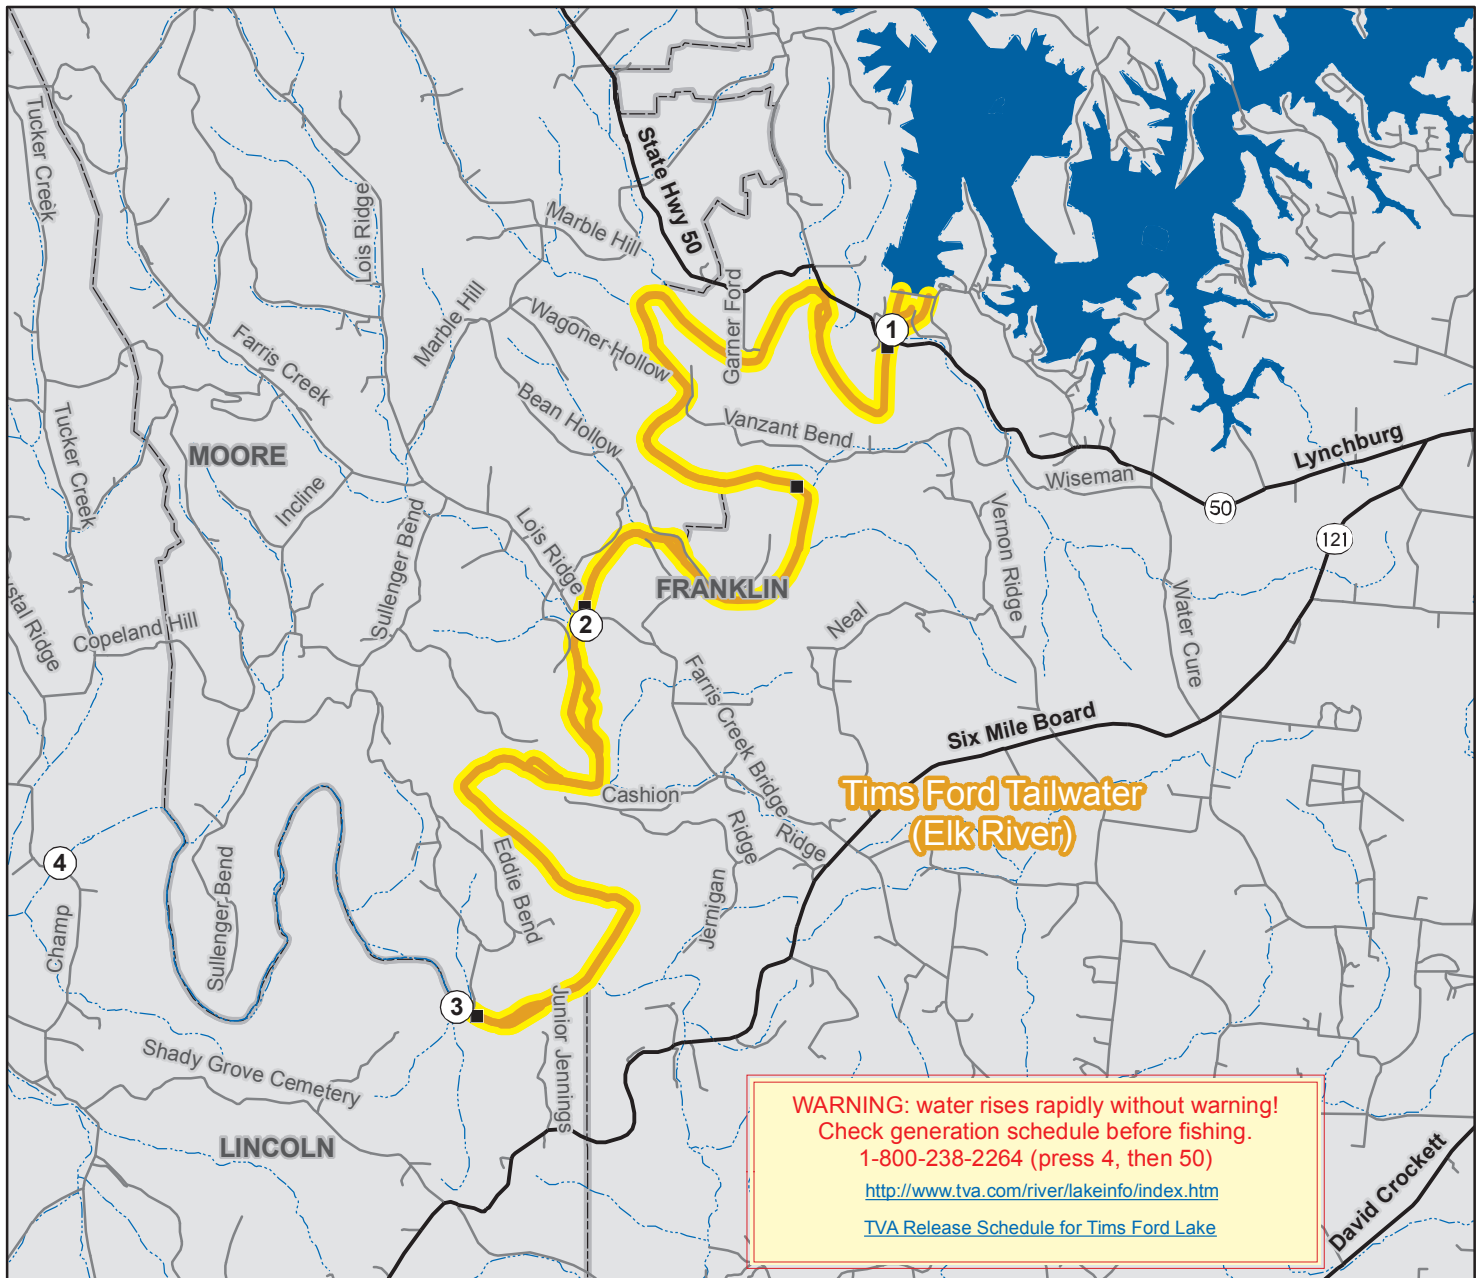 Tucker Creek
Lois Ridge
State Hwy 50
Marble Hill
Marble Hill
Wagoner Hollow
Garner Ford
1
Farris Creek
Bean Hollow
Vanzant Bend
Tucker Creek
MOORE
Incline
Lynchburg
Wiseman
50
121
Sullenger Bend
Lois Ridge
Vernon Ridge
FRANKLIN
Water Cure
Neal
2
Copeland Hill
Farris Creek Bridge
Six Mile Board
Tims Ford Tailwater
(Elk River)
Cashion
Ridge
Ridge
Eddie Bend
4
Sullenger Bend
Jernigan
Champ
3
Junior Jennings
Shady Grove Cemetery
LINCOLN
WARNING: water rises rapidly without warning!
Check generation schedule before fishing.
1-800-238-2264 (press 4, then 50)
http://www.tva.com/river/lakeinfo/index.htm
TVA Release Schedule for Tims Ford Lake
David Crockett